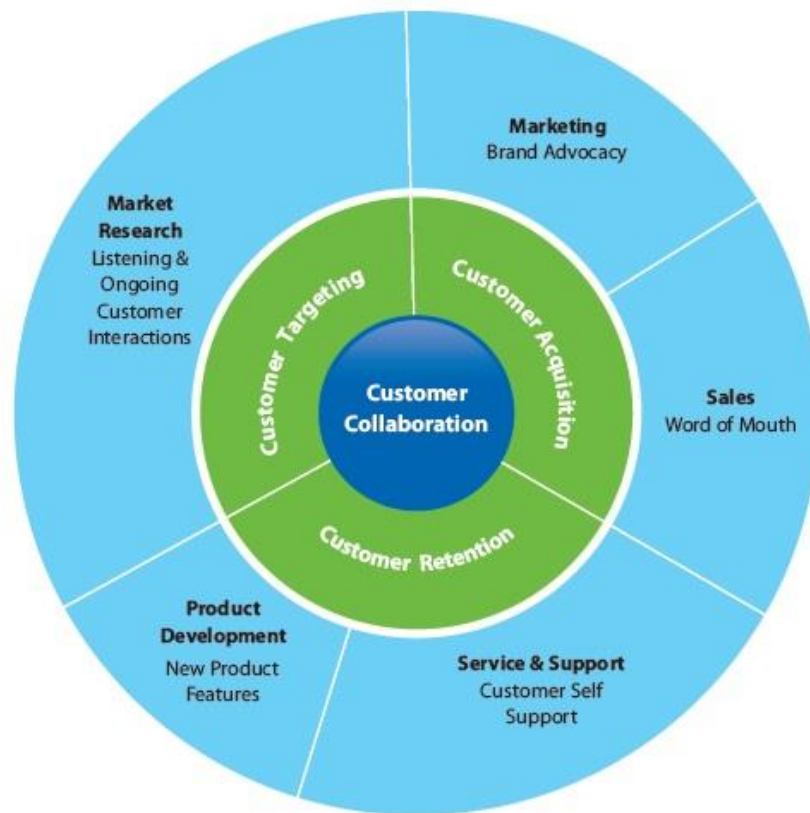 Marketing
Brand Advocacy
Market
Research
Listening &
Ongoing
Customer
Interactions
Customer Targeting
Customer Acquisition
Customer
Collaboration
Sales
Word of Mouth
Customer Retention
Product
Development
New Product
Features
Service & Support
Customer Self
Support